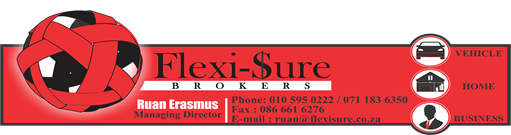 Flexi-$ure
BROKERS
Ruan Erasmus
Managing Director
Phone: 010 595 0222 / 071 183 6350
Fax : 086 661 6276
E-mail : ruan@flexisure.co.za
VEHICLE
HOME
BUSINESS